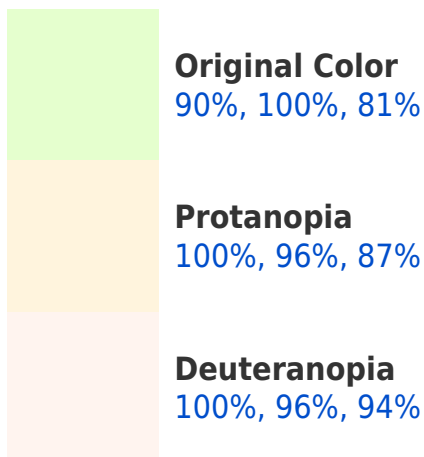 Original Color
90%, 100%, 81%
Protanopia
100%, 96%, 87%
Deuteranopia
100%, 96%, 94%